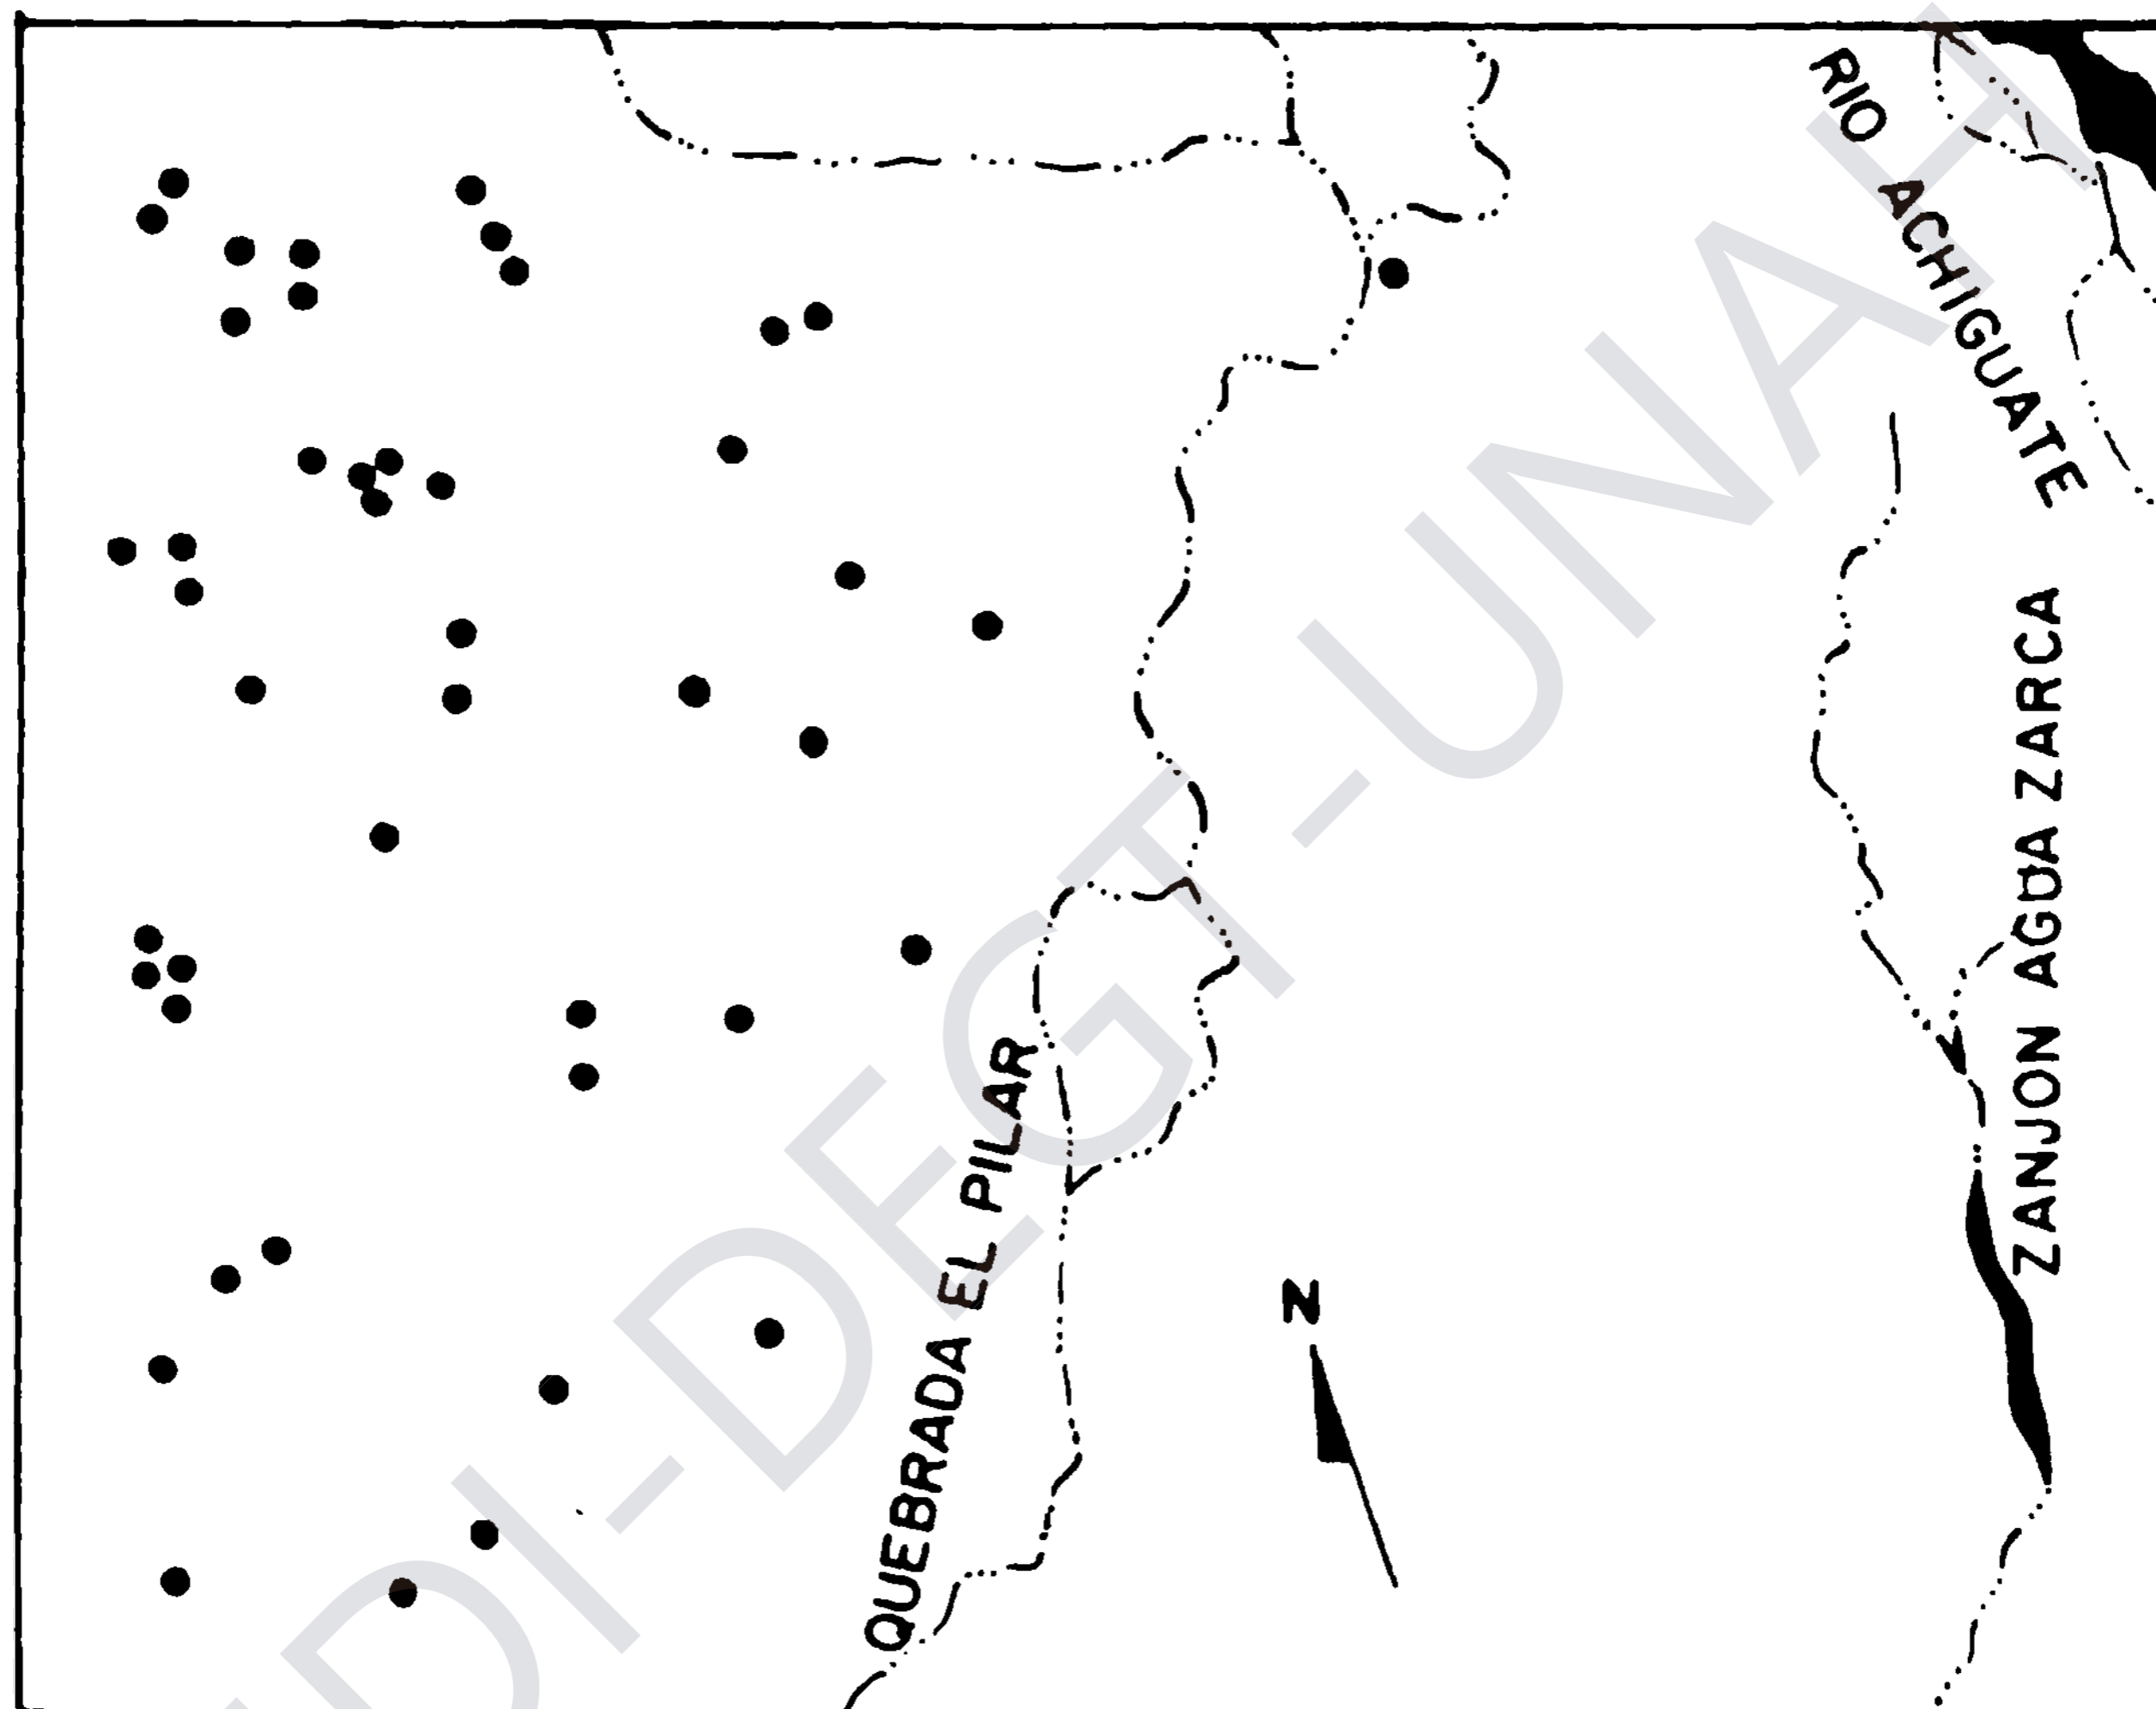 RIO ACHIGUATE
ZANJON AGUA ZARCA
QUEBRADA EL PILAR
N
DI-DEGT-UNAH